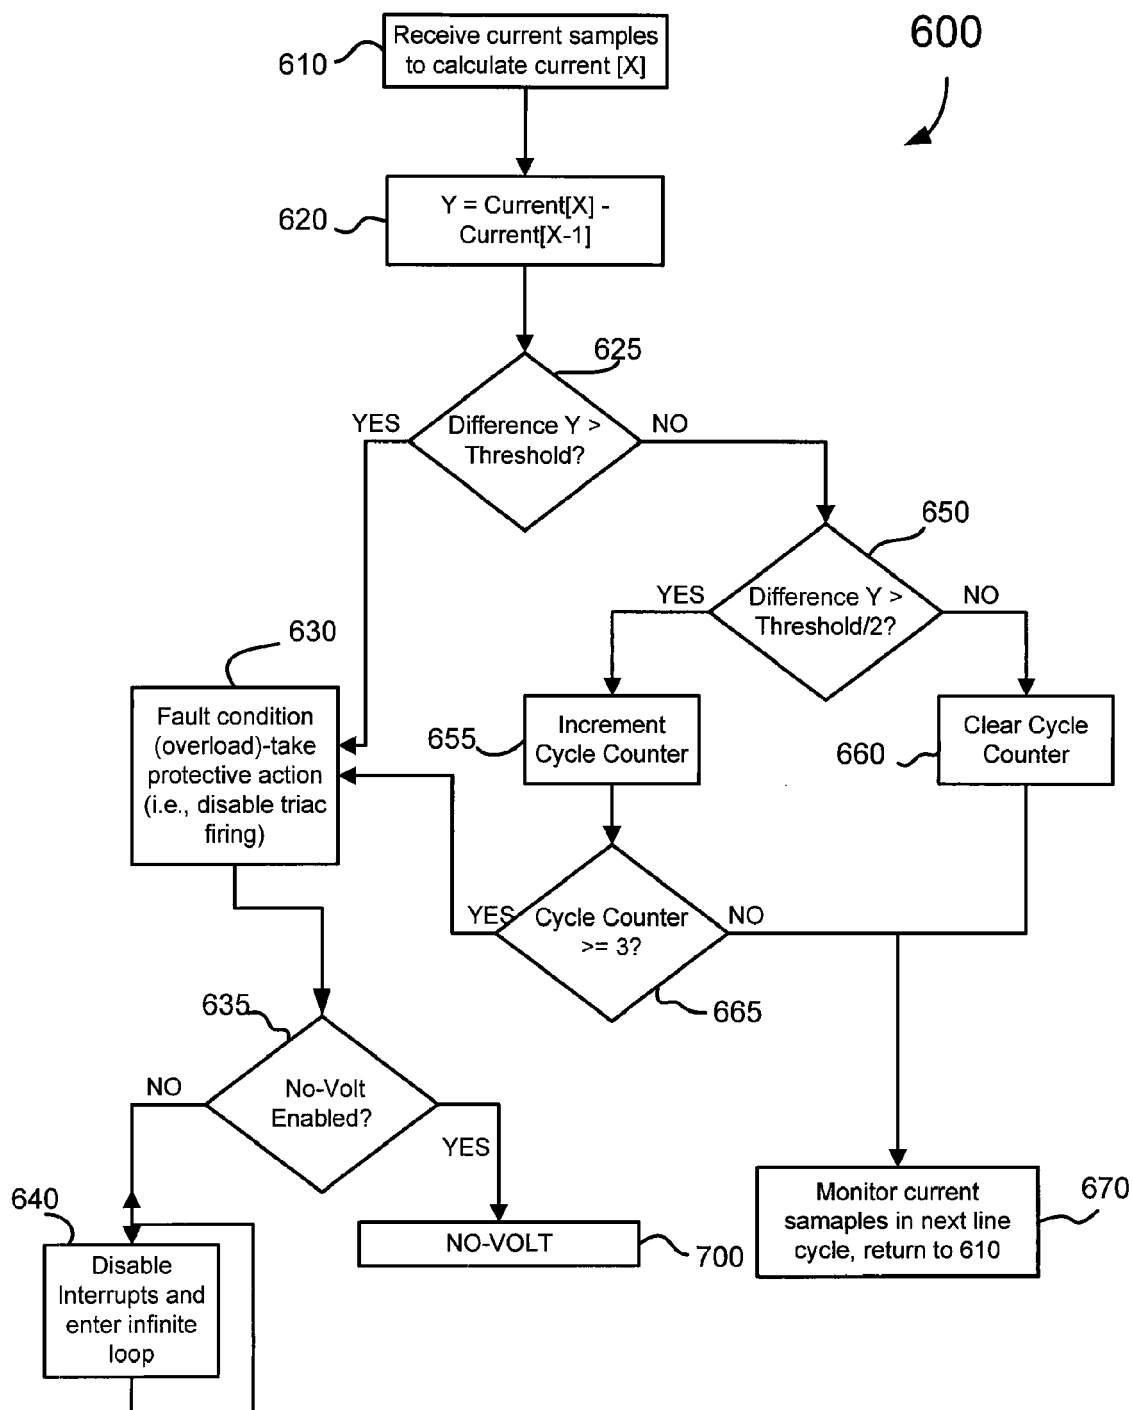 600
Receive current samples
to calculate current [X]
610
Y = Current[X] -
Current[X-1]
620
625
Difference Y >
Threshold?
YES
NO
650
Difference Y >
Threshold/2?
YES
NO
630
Fault condition
(overload)-take
protective action
(i.e., disable triac
firing)
655
Increment
Cycle Counter
660
Clear Cycle
Counter
YES
Cycle Counter
>= 3?
NO
665
635
No-Volt
Enabled?
NO
YES
640
Disable
Interrupts and
enter infinite
loop
NO-VOLT
700
Monitor current
samaples in next line
cycle, return to 610
670